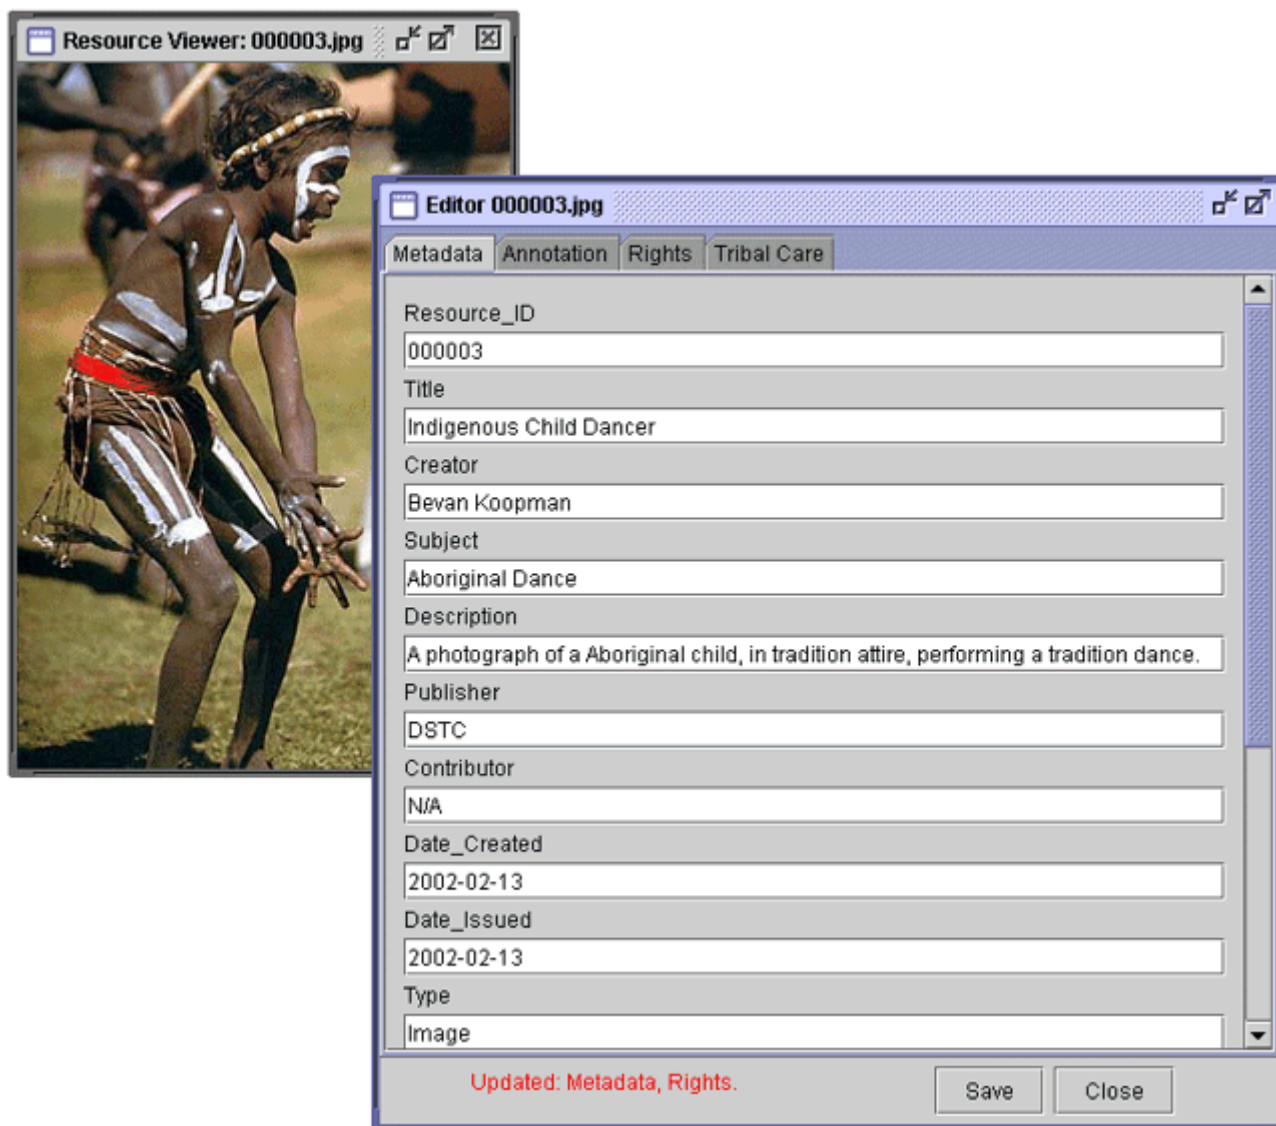 Resource Viewer: 000003.jpg
Editor 000003.jpg
Metadata Annotation Rights Tribal Care
Resource_ID
000003
Title
Indigenous Child Dancer
Creator
Bevan Koopman
Subject
Aboriginal Dance
Description
A photograph of a Aboriginal child, in tradition attire, performing a tradition dance.
Publisher
DSTC
Contributor
N/A
Date_Created
2002-02-13
Date_Issued
2002-02-13
Type
Image
Updated: Metadata, Rights.
Save Close